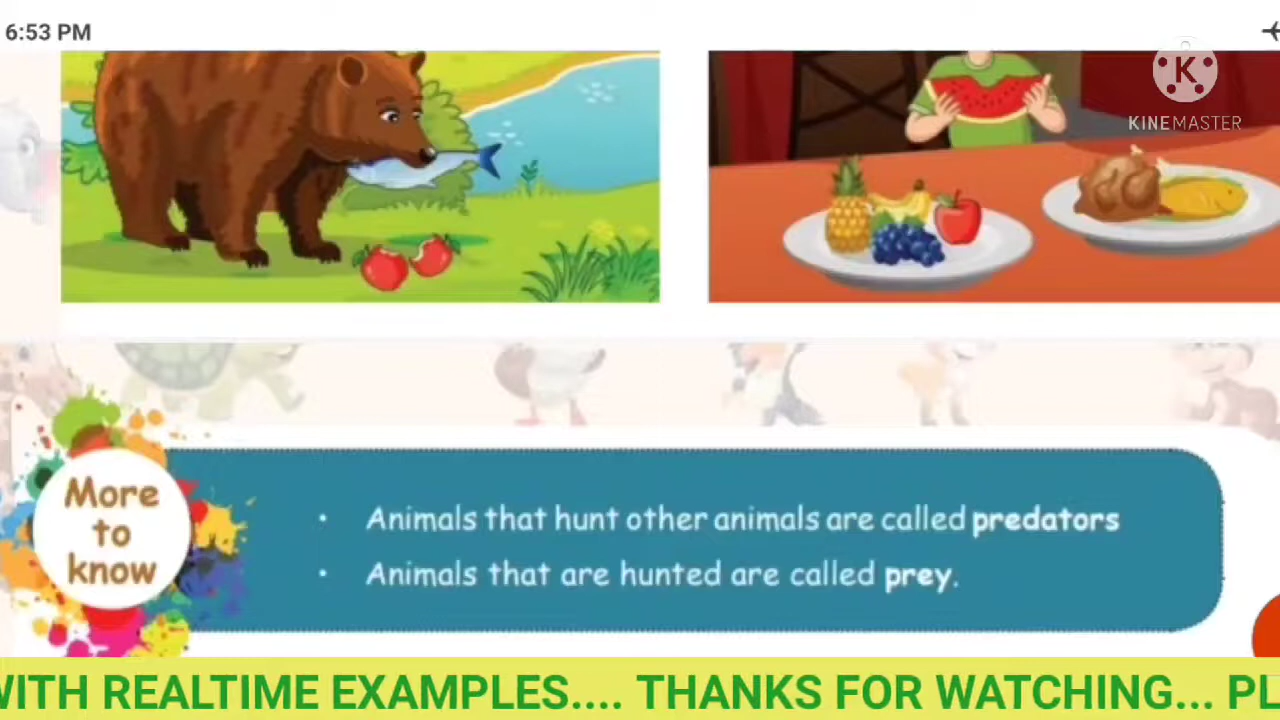 6:53 PM
K
KINEMASTER
More
to
know
• Animals that hunt other animals are called predators
• Animals that are hunted are called prey.
WITH REALTIME EXAMPLES.... THANKS FOR WATCHING... PL